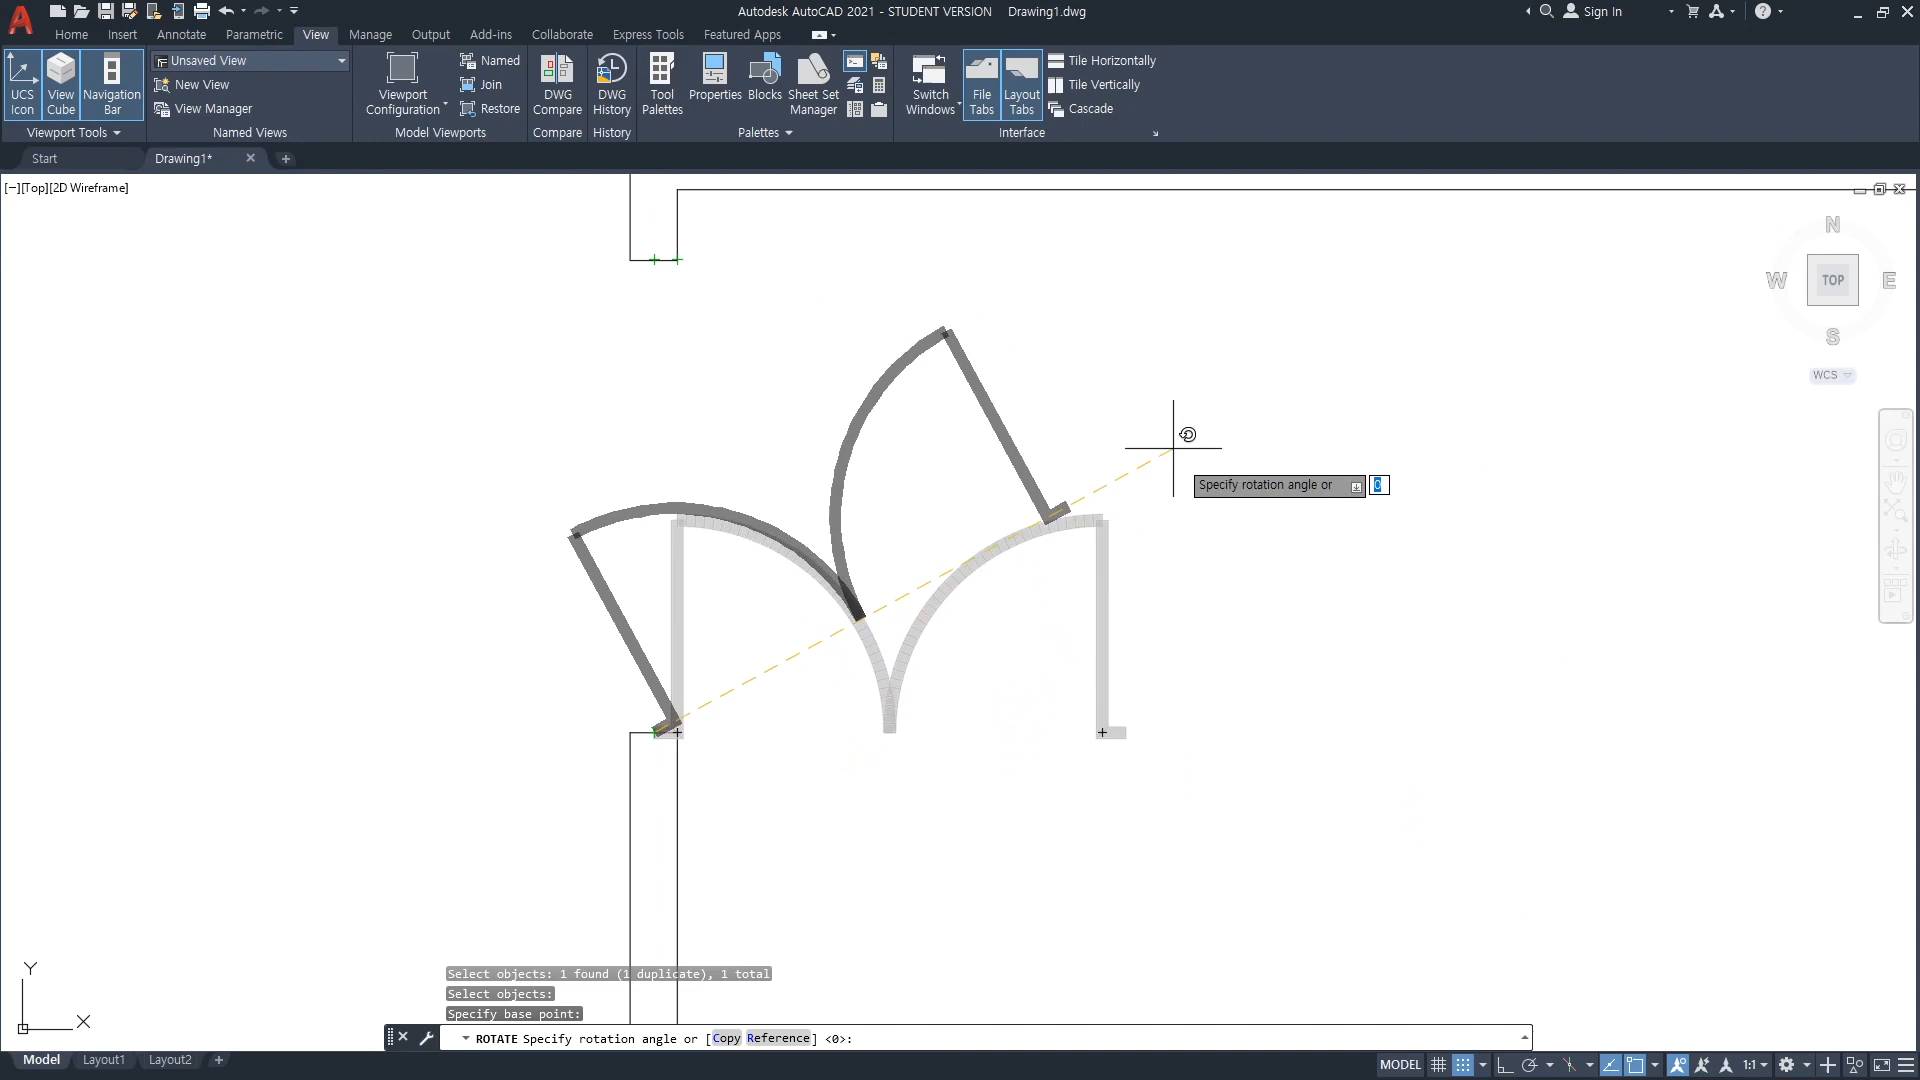 Autodesk AutoCAD 2021 - STUDENT VERSION Drawing1.dwg
Sign In
Home Insert Annotate Parametric View Manage Output Add-ins Collaborate Express Tools Featured Apps
UCS Icon
View Cube
Navigation Bar
Viewport Tools
Unsaved View
New View
View Manager
Named Views
Viewport Configuration
Named
Join
Restore
Model Viewports
DWG Compare
Compare
DWG History
History
Tool Palettes
Properties
Blocks
Sheet Set Manager
Palettes
Switch Windows
File Tabs
Layout Tabs
Tile Horizontally
Tile Vertically
Cascade
Interface
Start
Drawing1*
[−][Top][2D Wireframe]
N
W TOP E
S
WCS
Specify rotation angle or 0
Y
X
Select objects: 1 found (1 duplicate), 1 total
Select objects:
Specify base point:
ROTATE Specify rotation angle or [Copy Reference] <0>:
Model Layout1 Layout2 +
MODEL
1:1